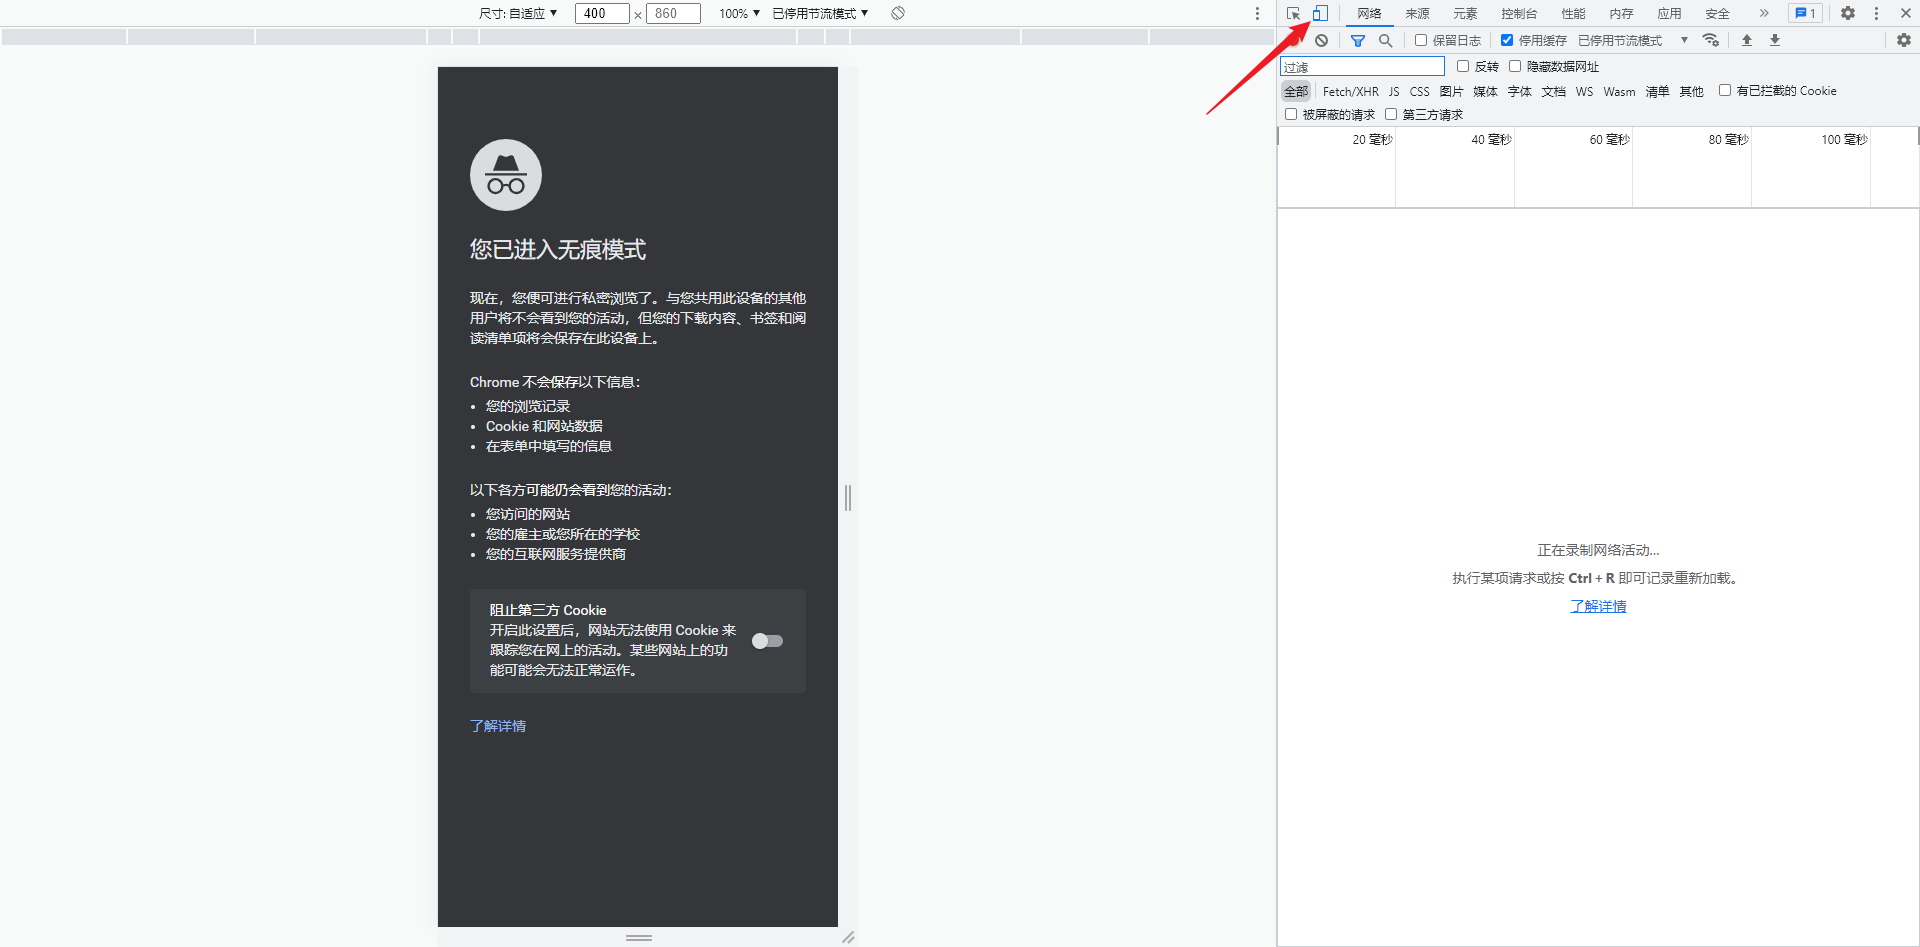 尺寸: 自适应 ▼ 400 × 860 100% ▼ 已停用节流模式 ▼
网络 来源 元素 控制台 性能 内存 应用 安全 » 1
保留日志 停用缓存 已停用节流模式 ▼
过滤 反转 隐藏数据网址
全部 Fetch/XHR JS CSS 图片 媒体 字体 文档 WS Wasm 清单 其他 有已拦截的 Cookie
被屏蔽的请求 第三方请求
20 毫秒 40 毫秒 60 毫秒 80 毫秒 100 毫秒
您已进入无痕模式
现在，您便可进行私密浏览了。与您共用此设备的其他
用户将不会看到您的活动，但您的下载内容、书签和阅
读清单项将会保存在此设备上。
Chrome 不会保存以下信息：
• 您的浏览记录
• Cookie 和网站数据
• 在表单中填写的信息
以下各方可能仍会看到您的活动：
• 您访问的网站
• 您的雇主或您所在的学校
• 您的互联网服务提供商
阻止第三方 Cookie
开启此设置后，网站无法使用 Cookie 来
跟踪您在网上的活动。某些网站上的功
能可能会无法正常运作。
了解详情
正在录制网络活动...
执行某项请求或按 Ctrl + R 即可记录重新加载。
了解详情